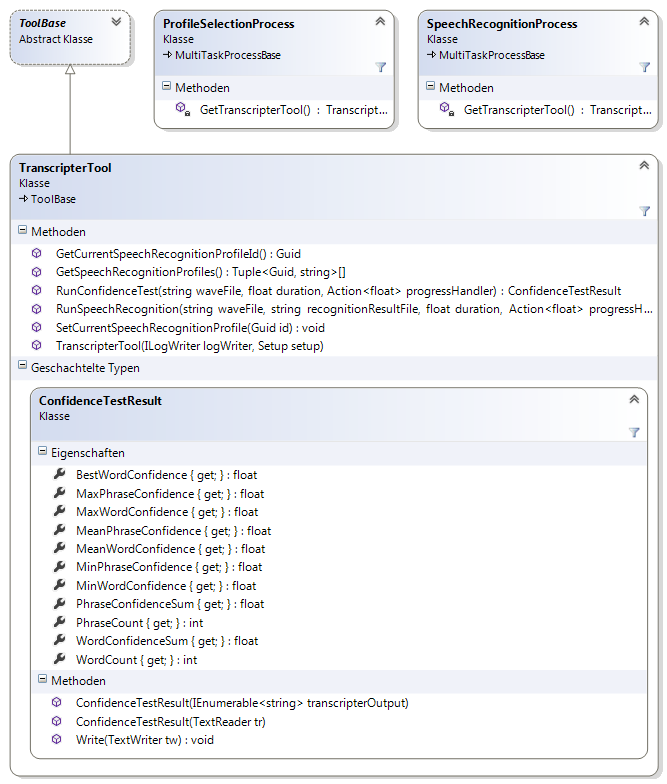 ToolBase
Abstract Klasse
ProfileSelectionProcess
Klasse
MultiTaskProcessBase
Methoden
GetTranscripterTool() : Transcript...
SpeechRecognitionProcess
Klasse
MultiTaskProcessBase
Methoden
GetTranscripterTool() : Transcript...
TranscripterTool
Klasse
ToolBase
Methoden
GetCurrentSpeechRecognitionProfileId() : Guid
GetSpeechRecognitionProfiles() : Tuple<Guid, string>[]
RunConfidenceTest(string waveFile, float duration, Action<float> progressHandler) : ConfidenceTestResult
RunSpeechRecognition(string waveFile, string recognitionResultFile, float duration, Action<float> progressH...
SetCurrentSpeechRecognitionProfile(Guid id) : void
TranscripterTool(ILogWriter logWriter, Setup setup)
Geschachtelte Typen
ConfidenceTestResult
Klasse
Eigenschaften
BestWordConfidence { get; } : float
MaxPhraseConfidence { get; } : float
MaxWordConfidence { get; } : float
MeanPhraseConfidence { get; } : float
MeanWordConfidence { get; } : float
MinPhraseConfidence { get; } : float
MinWordConfidence { get; } : float
PhraseConfidenceSum { get; } : float
PhraseCount { get; } : int
WordConfidenceSum { get; } : float
WordCount { get; } : int
Methoden
ConfidenceTestResult(IEnumerable<string> transcripterOutput)
ConfidenceTestResult(TextReader tr)
Write(TextWriter tw) : void